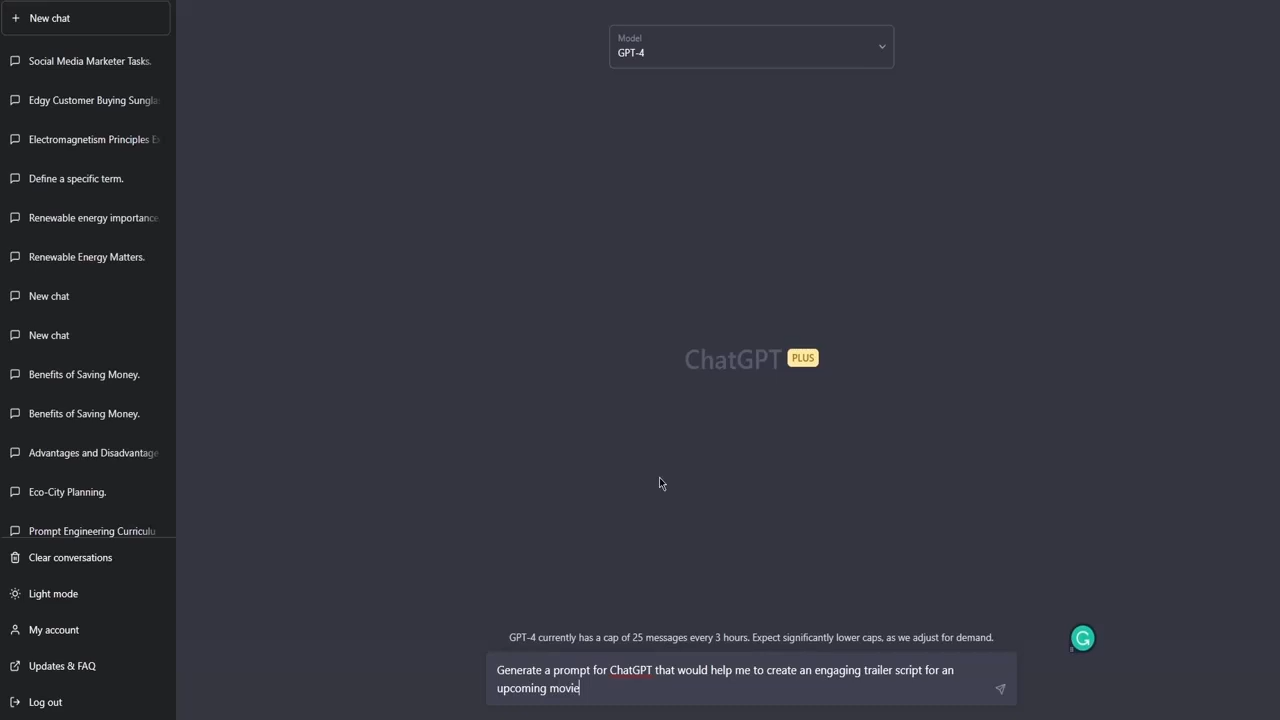 New chat
Social Media Marketer Tasks.
Edgy Customer Buying Sungla
Electromagnetism Principles E
Define a specific term.
Renewable energy importance.
Renewable Energy Matters.
New chat
New chat
Benefits of Saving Money.
Benefits of Saving Money.
Advantages and Disadvantage
Eco-City Planning.
Prompt Engineering Curriculu
Clear conversations
Light mode
My account
Updates & FAQ
Log out
Model
GPT-4
ChatGPT PLUS
GPT-4 currently has a cap of 25 messages every 3 hours. Expect significantly lower caps, as we adjust for demand.
Generate a prompt for ChatGPT that would help me to create an engaging trailer script for an
upcoming movie